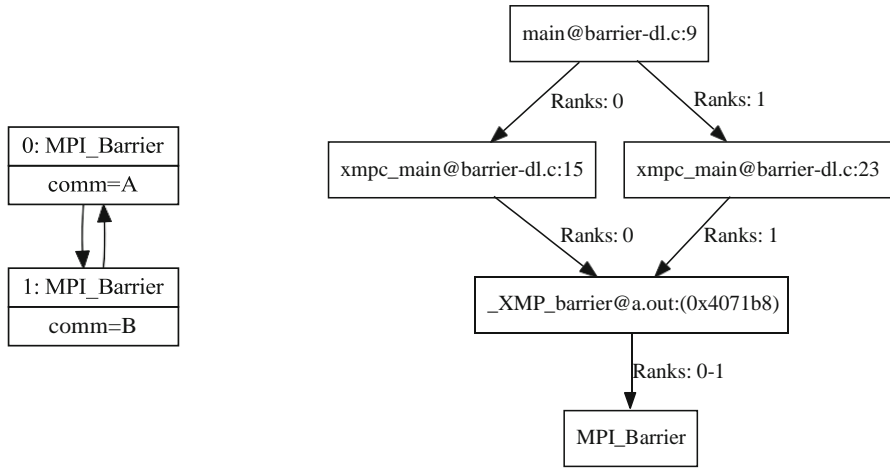 0: MPI_Barrier
comm=A
1: MPI_Barrier
comm=B
main@barrier-dl.c:9
Ranks: 0
Ranks: 1
xmpc_main@barrier-dl.c:15
xmpc_main@barrier-dl.c:23
Ranks: 0
Ranks: 1
_XMP_barrier@a.out:(0x4071b8)
Ranks: 0-1
MPI_Barrier